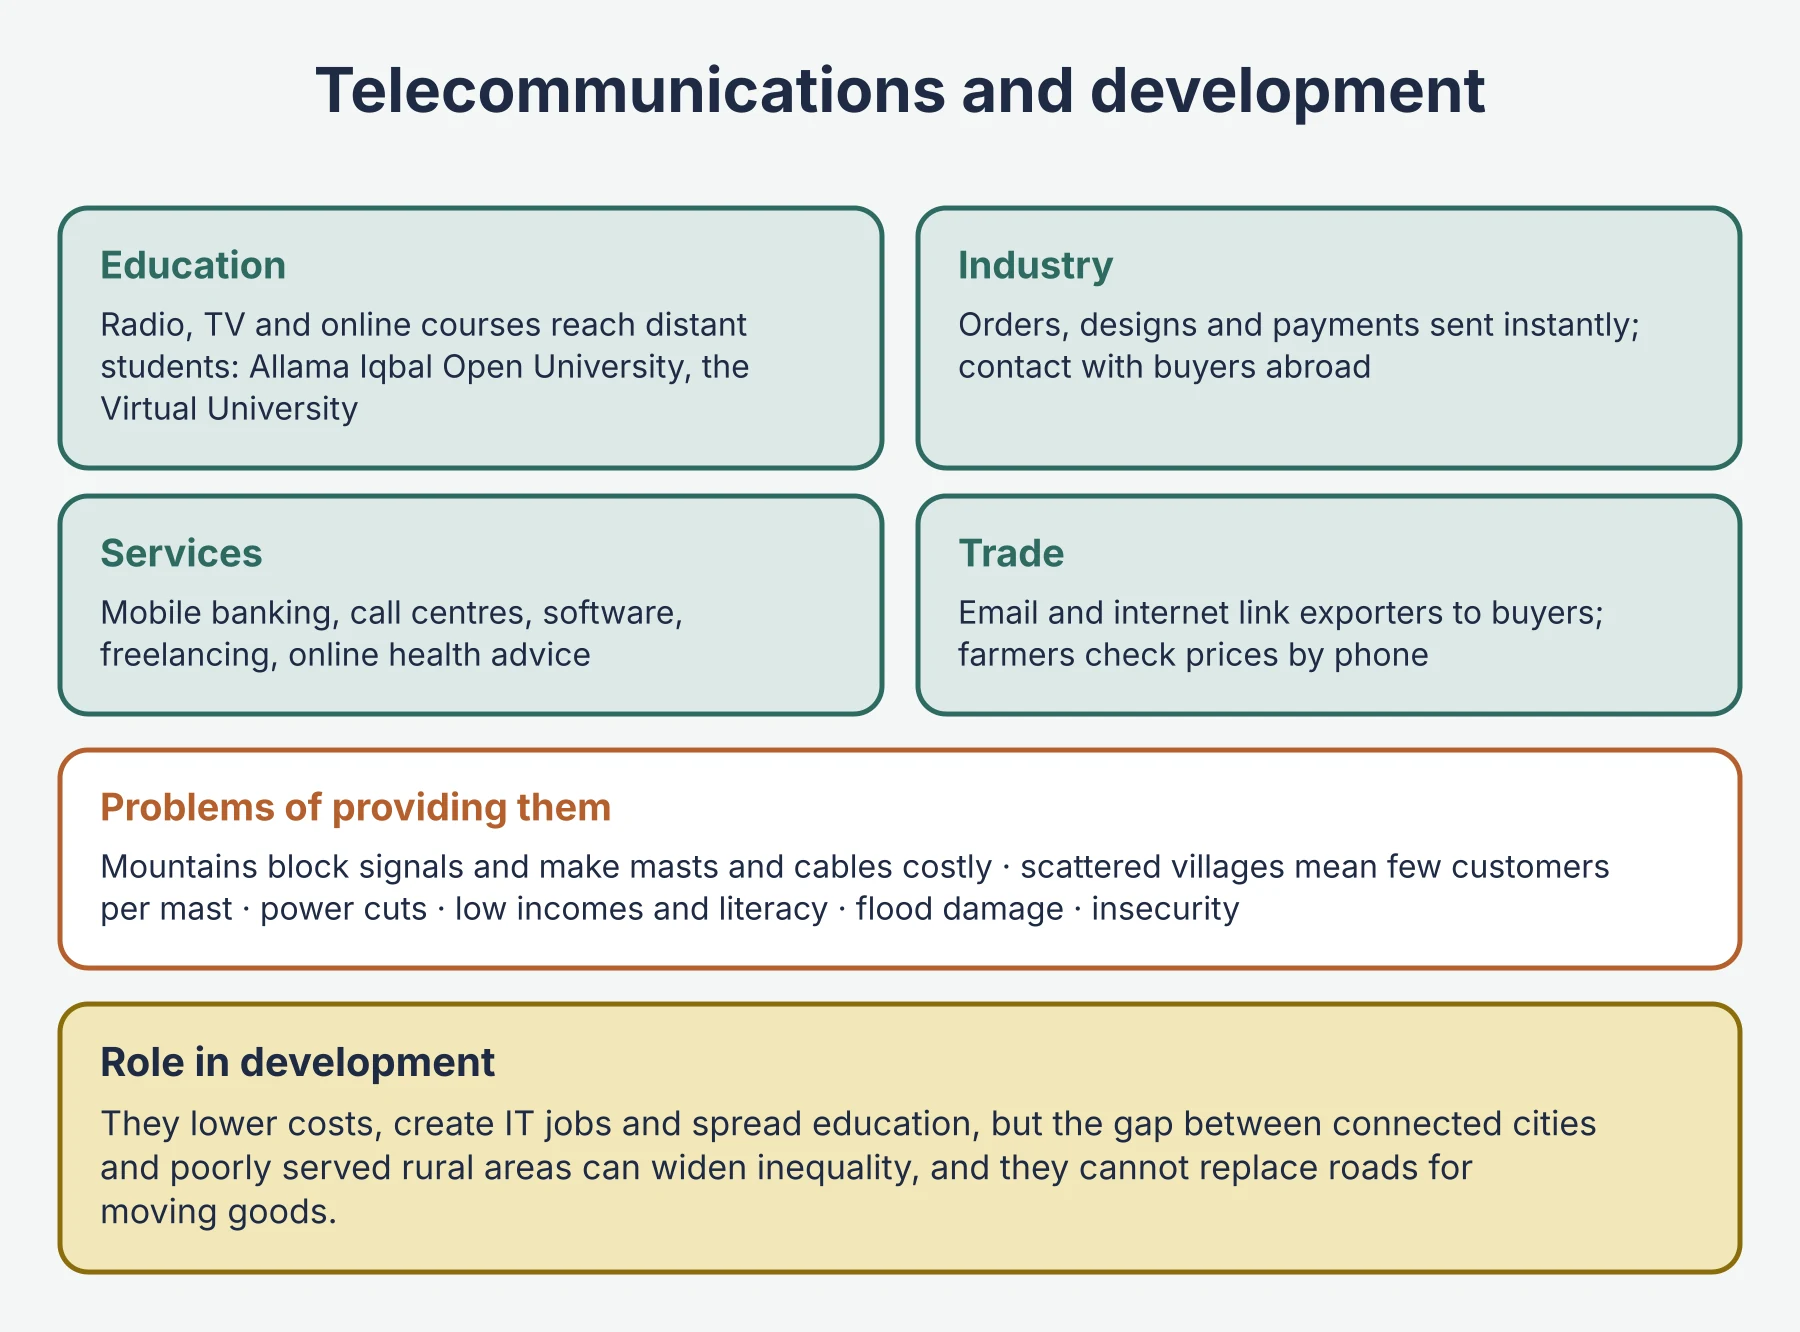 Telecommunications and development
Education
Radio, TV and online courses reach distant
students: Allama Iqbal Open University, the
Virtual University
Industry
Orders, designs and payments sent instantly;
contact with buyers abroad
Services
Mobile banking, call centres, software,
freelancing, online health advice
Trade
Email and internet link exporters to buyers;
farmers check prices by phone
Problems of providing them
Mountains block signals and make masts and cables costly · scattered villages mean few customers
per mast · power cuts · low incomes and literacy · flood damage · insecurity
Role in development
They lower costs, create IT jobs and spread education, but the gap between connected cities
and poorly served rural areas can widen inequality, and they cannot replace roads for
moving goods.